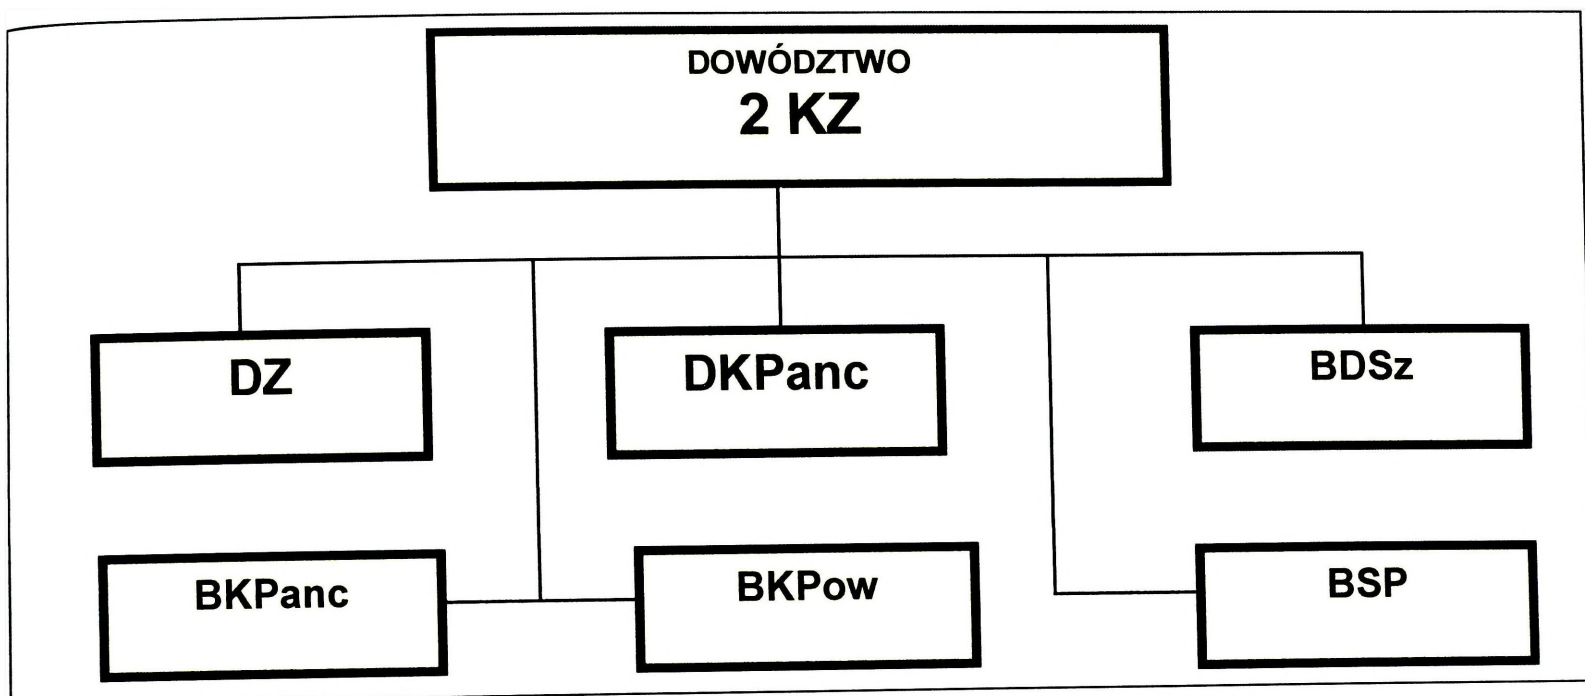 DOWÓDZTWO
2 KZ
DZ
DKPanc
BDSz
BKPanc
BKPow
BSP